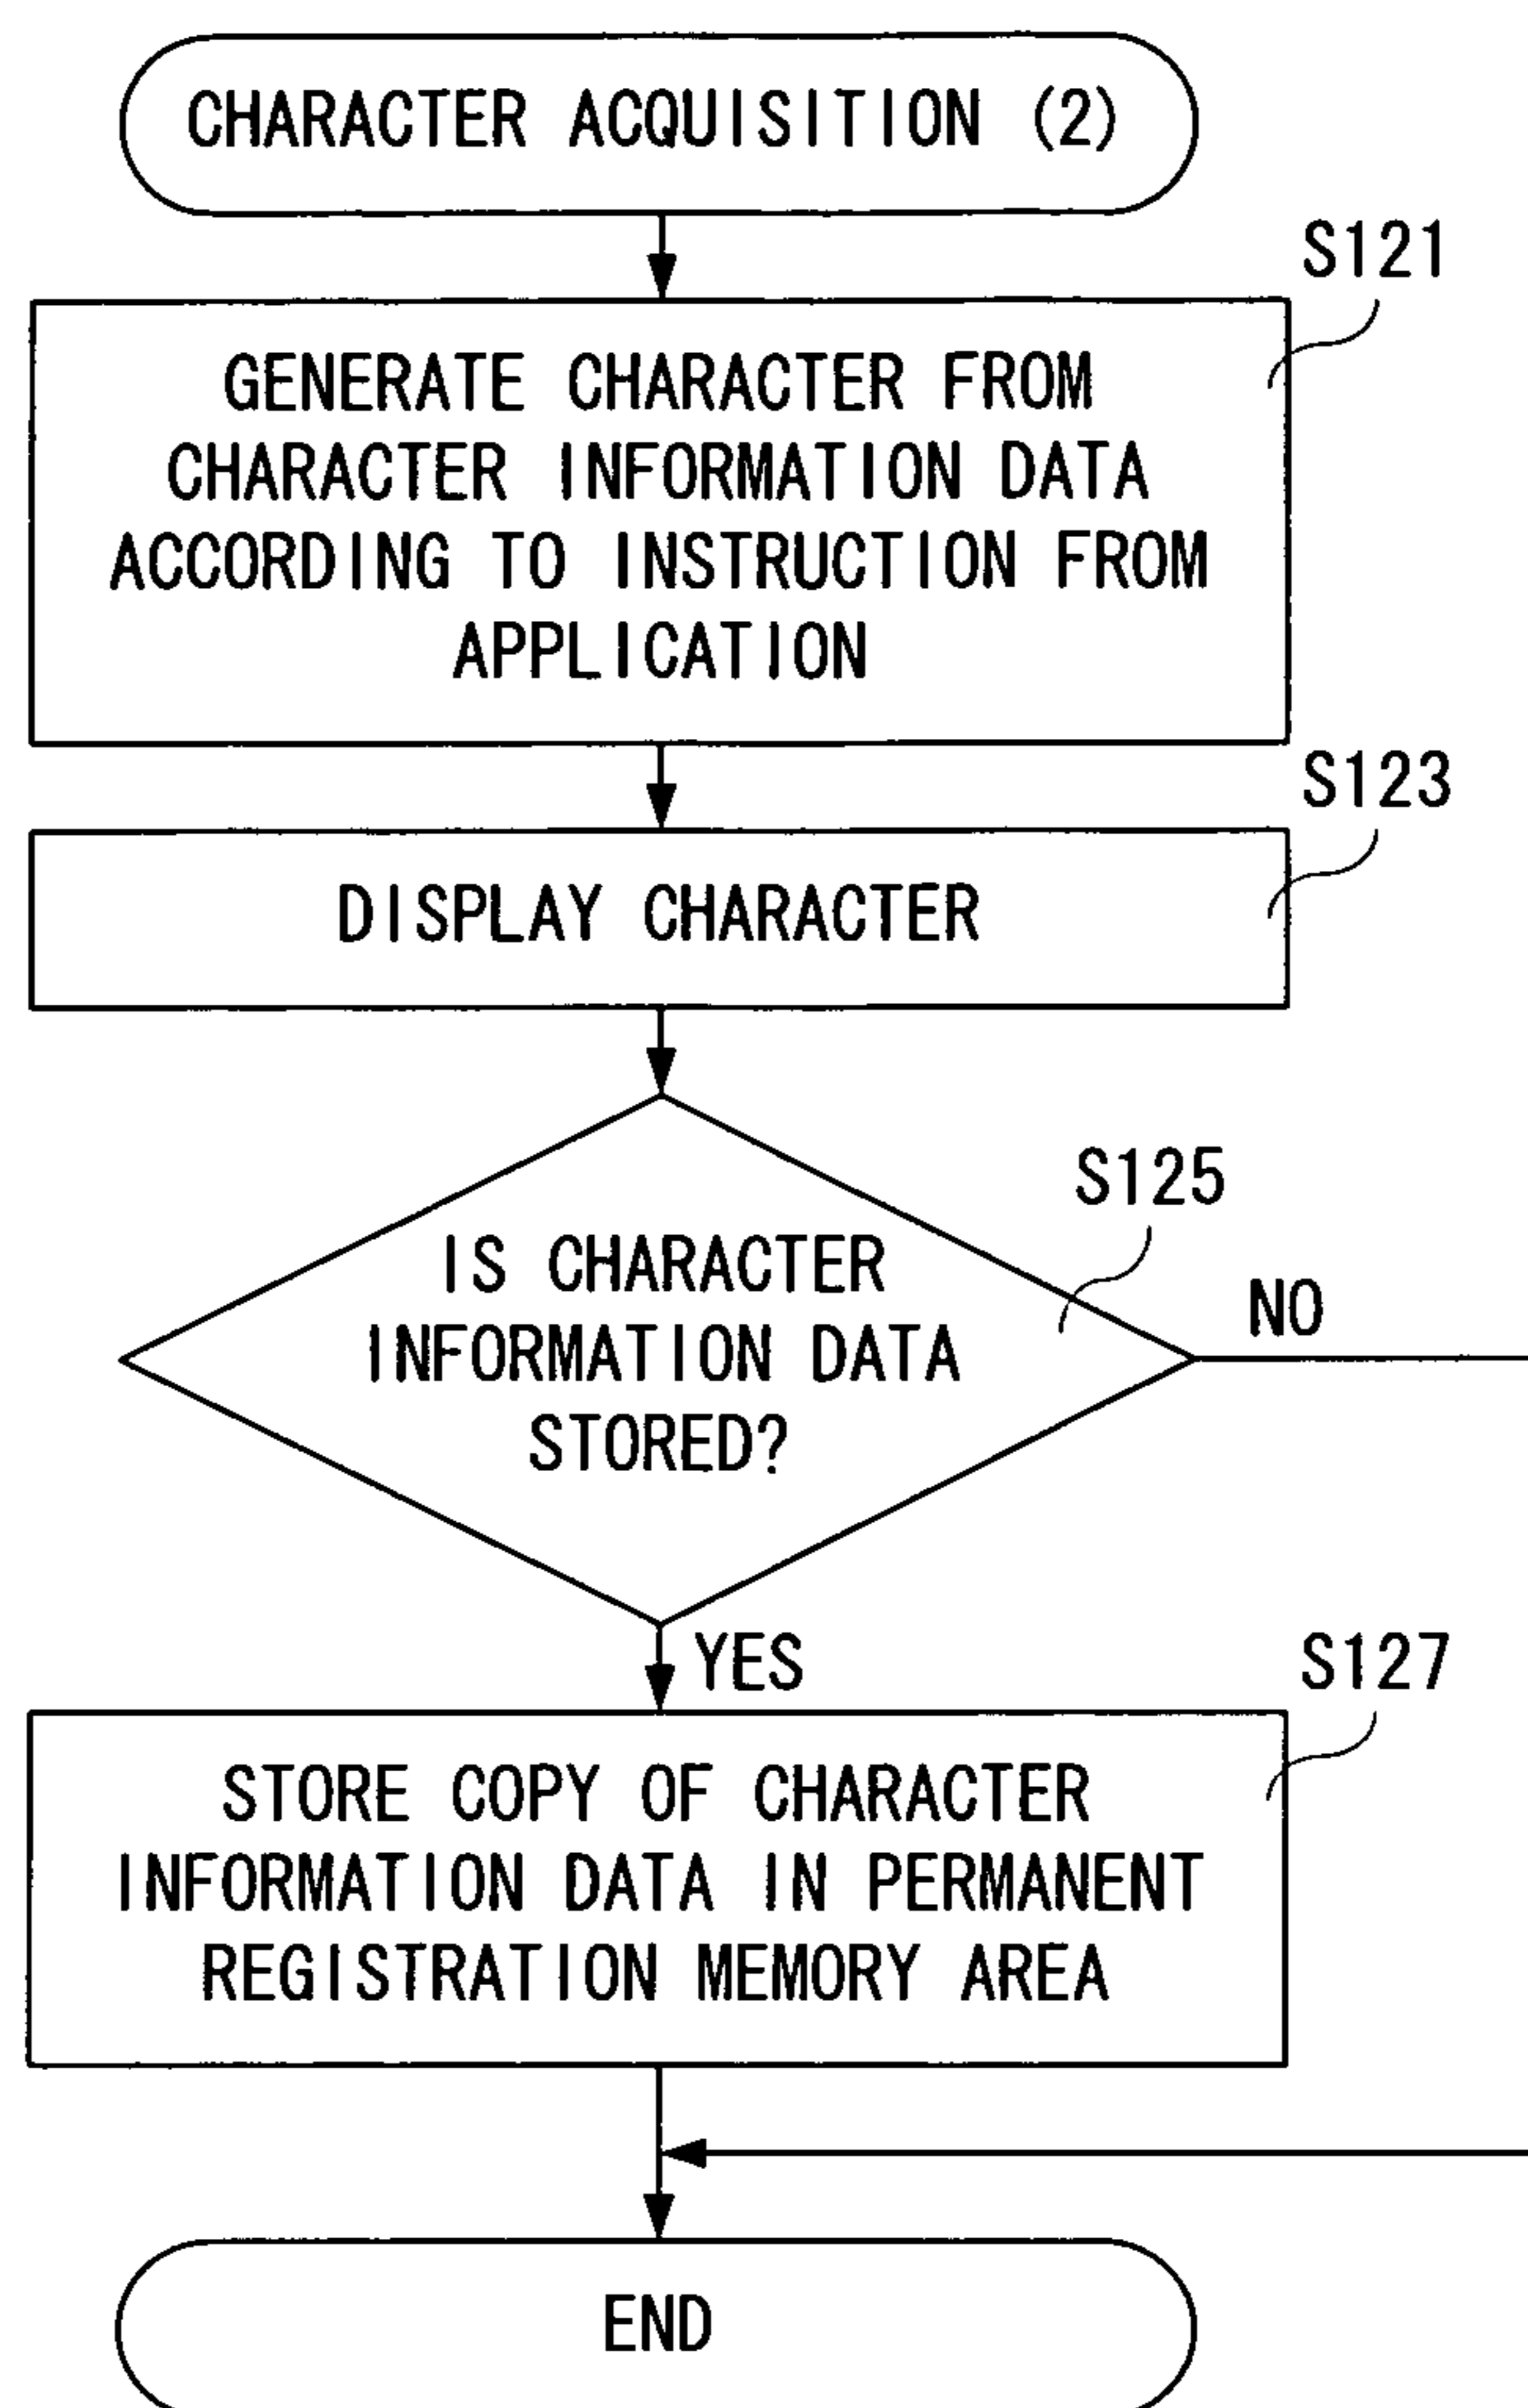 CHARACTER ACQUISITION (2)
S121
GENERATE CHARACTER FROM
CHARACTER INFORMATION DATA
ACCORDING TO INSTRUCTION FROM
APPLICATION
S123
DISPLAY CHARACTER
S125
IS CHARACTER
INFORMATION DATA
STORED?
NO
YES
S127
STORE COPY OF CHARACTER
INFORMATION DATA IN PERMANENT
REGISTRATION MEMORY AREA
END